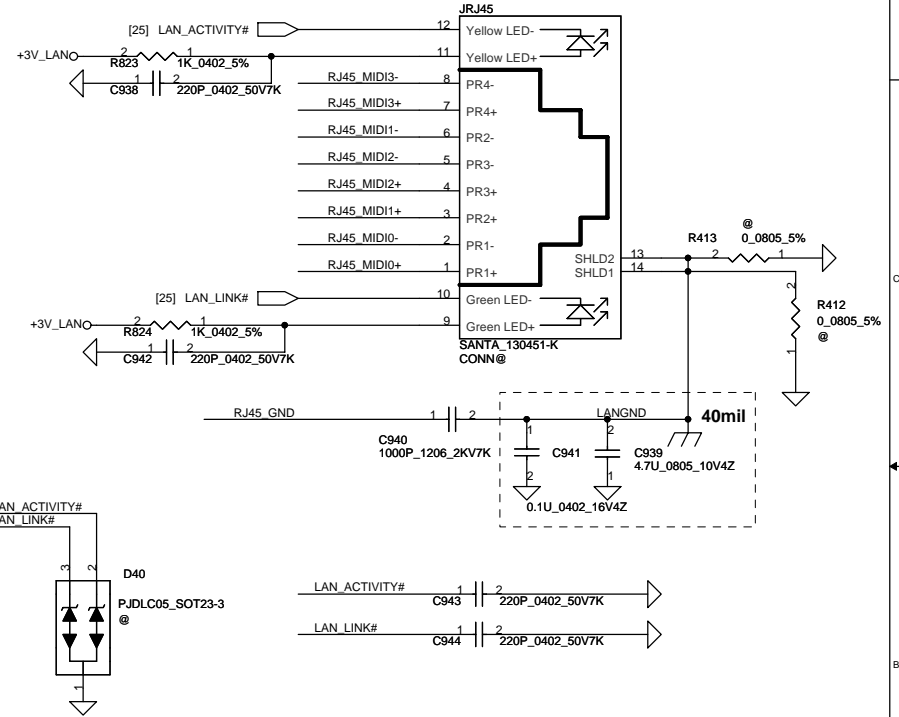 JRJ45
[25] LAN_ACTIVITY#
12 Yellow LED-
+3V_LAN
2 1
R823 1K_0402_5%
11 Yellow LED+
1 2
C938 220P_0402_50V7K
RJ45_MIDI3- 8 PR4-
RJ45_MIDI3+ 7 PR4+
RJ45_MIDI1- 6 PR2-
RJ45_MIDI2- 5 PR3-
RJ45_MIDI2+ 4 PR3+
RJ45_MIDI1+ 3 PR2+
RJ45_MIDI0- 2 PR1-
RJ45_MIDI0+ 1 PR1+
SHLD2 13
SHLD1 14
@
R413 0_0805_5%
2 1
2
R412
0_0805_5%
@
1
[25] LAN_LINK#
10 Green LED-
+3V_LAN
2 1
R824 1K_0402_5%
9 Green LED+
1 2
C942 220P_0402_50V7K
SANTA_130451-K
CONN@
C
RJ45_GND
1 2
C940
1000P_1206_2KV7K
LANGND
40mil
1
C941
2
0.1U_0402_16V4Z
2
C939
4.7U_0805_10V4Z
1
AN_ACTIVITY#
AN_LINK#
3 2
D40
PJDLC05_SOT23-3
@
1
LAN_ACTIVITY#
1 2
C943 220P_0402_50V7K
LAN_LINK#
1 2
C944 220P_0402_50V7K
B